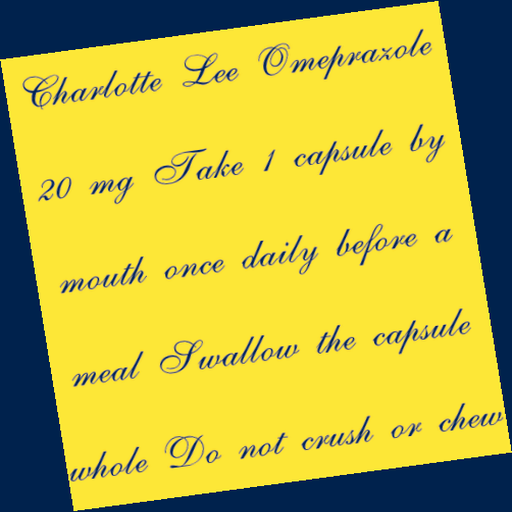 Charlotte Lee Omeprazole
20 mg Take 1 capsule by
mouth once daily before a
meal Swallow the capsule
whole Do not crush or chew